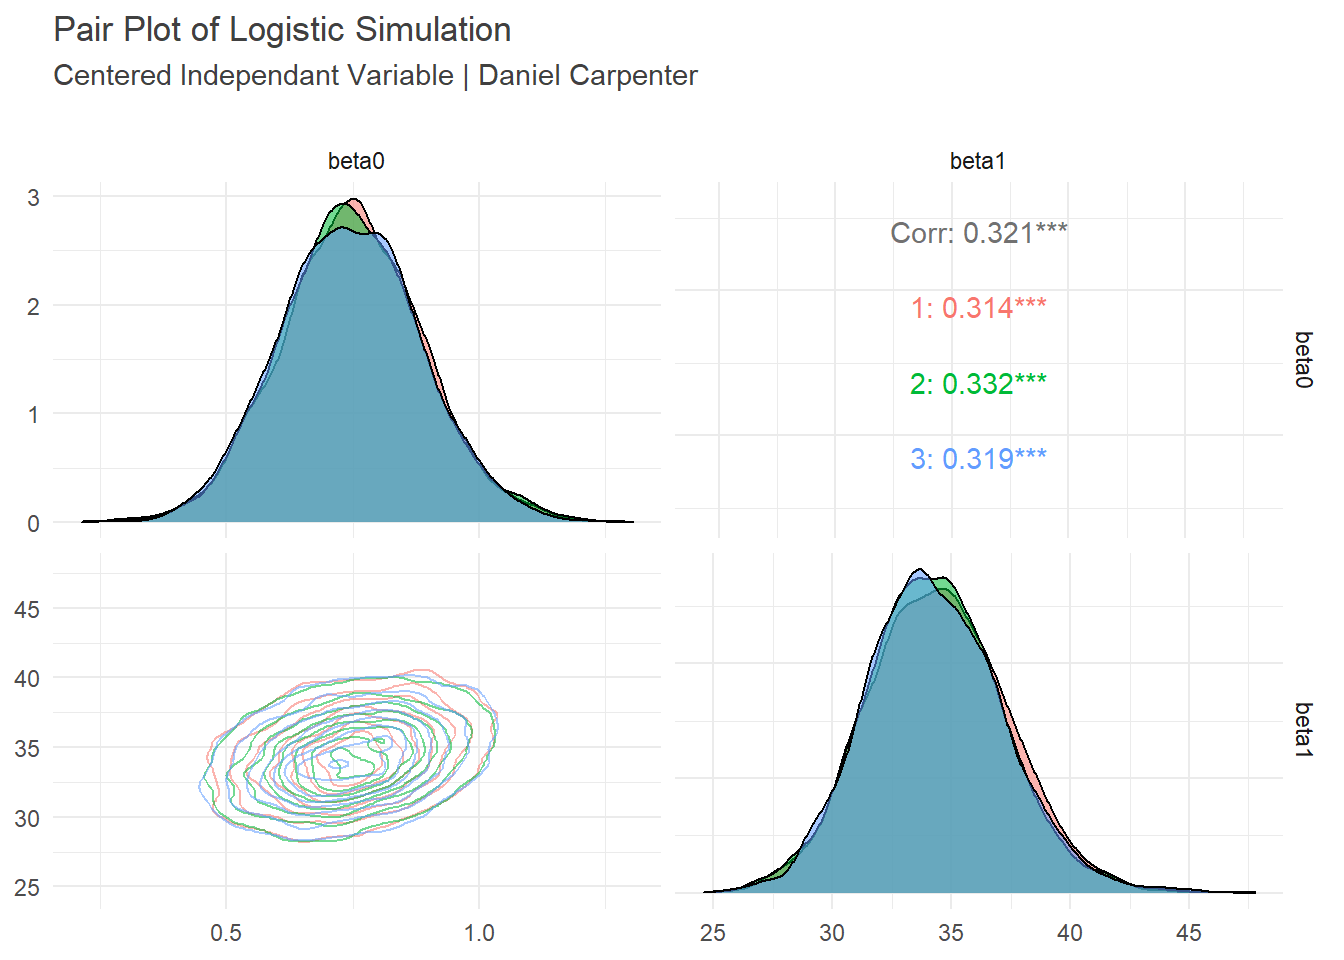 Pair Plot of Logistic Simulation
Centered Independant Variable | Daniel Carpenter
beta0
beta1
3
2
1
0
Corr: 0.321***
1: 0.314***
2: 0.332***
3: 0.319***
beta0
45
40
35
30
25
beta1
0.5
1.0
25
30
35
40
45